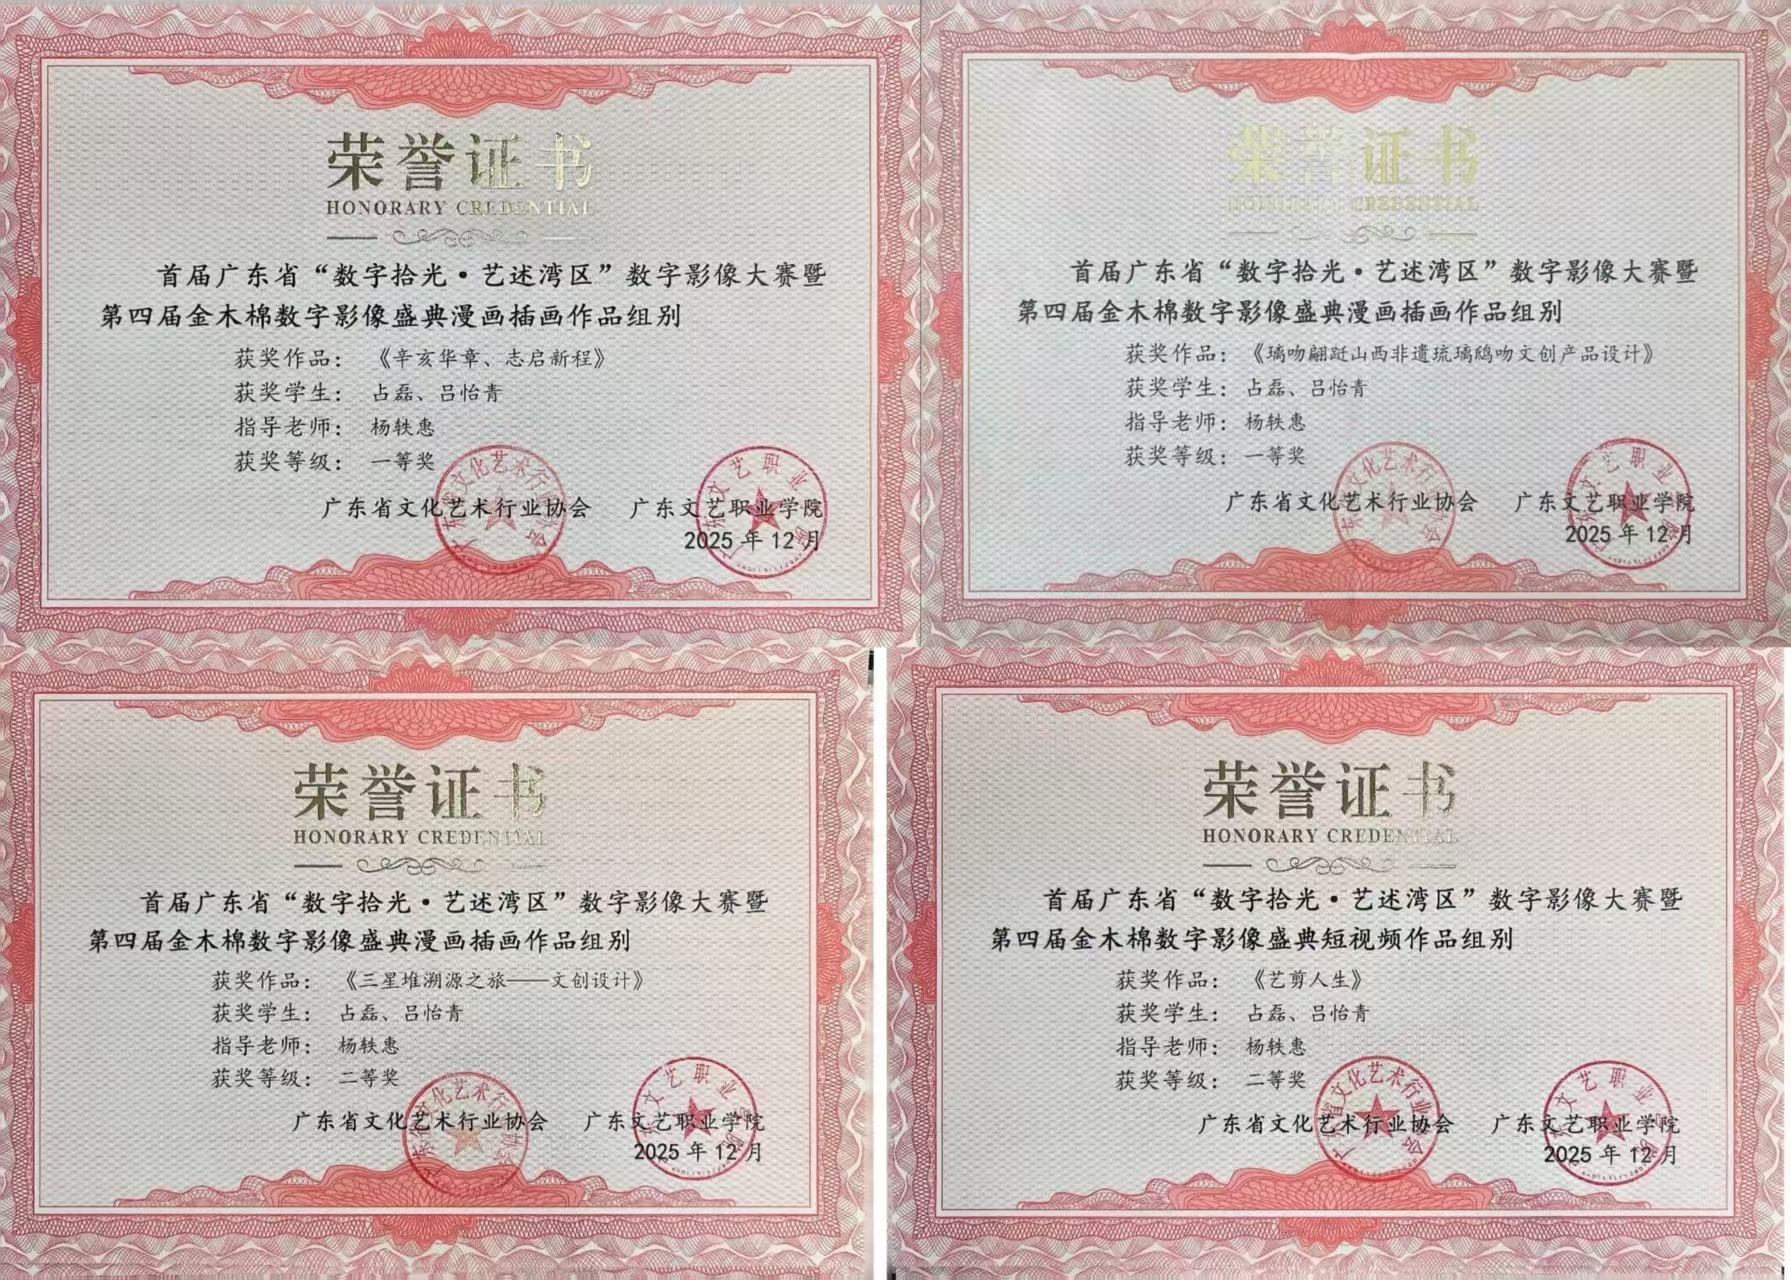 荣誉证书
HONORARY CREDENTIAL
首届广东省“数字拾光·艺述湾区”数字影像大赛暨
第四届金木棉数字影像盛典漫画插画作品组别
获奖作品：《辛亥华章、志启新程》
获奖学生：占磊、吕怡青
指导老师：杨轶惠
获奖等级：一等奖
广东省文化艺术行业协会 广东文艺职业学院
2025年12月
荣誉证书
HONORARY CREDENTIAL
首届广东省“数字拾光·艺述湾区”数字影像大赛暨
第四届金木棉数字影像盛典漫画插画作品组别
获奖作品：《璃吻翩跹山西非遗琉璃鸱吻文创产品设计》
获奖学生：占磊、吕怡青
指导老师：杨轶惠
获奖等级：一等奖
广东省文化艺术行业协会 广东文艺职业学院
2025年12月
荣誉证书
HONORARY CREDENTIAL
首届广东省“数字拾光·艺述湾区”数字影像大赛暨
第四届金木棉数字影像盛典漫画插画作品组别
获奖作品：《三星堆溯源之旅——文创设计》
获奖学生：占磊、吕怡青
指导老师：杨轶惠
获奖等级：二等奖
广东省文化艺术行业协会 广东文艺职业学院
2025年12月
荣誉证书
HONORARY CREDENTIAL
首届广东省“数字拾光·艺述湾区”数字影像大赛暨
第四届金木棉数字影像盛典短视频作品组别
获奖作品：《艺剪人生》
获奖学生：占磊、吕怡青
指导老师：杨轶惠
获奖等级：二等奖
广东省文化艺术行业协会 广东文艺职业学院
2025年12月